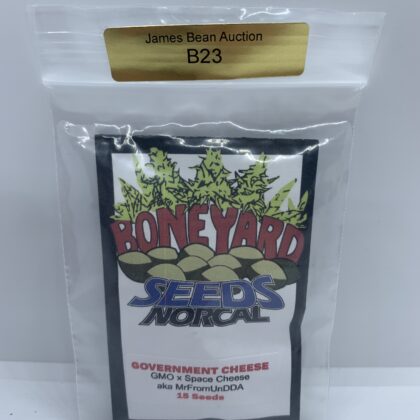 James Bean Auction
B23
BONEYARD
SEEDS
NORCAL
GOVERNMENT CHEESE
GMO x Space Cheese
aka MrFromUnDDA
15 Seeds